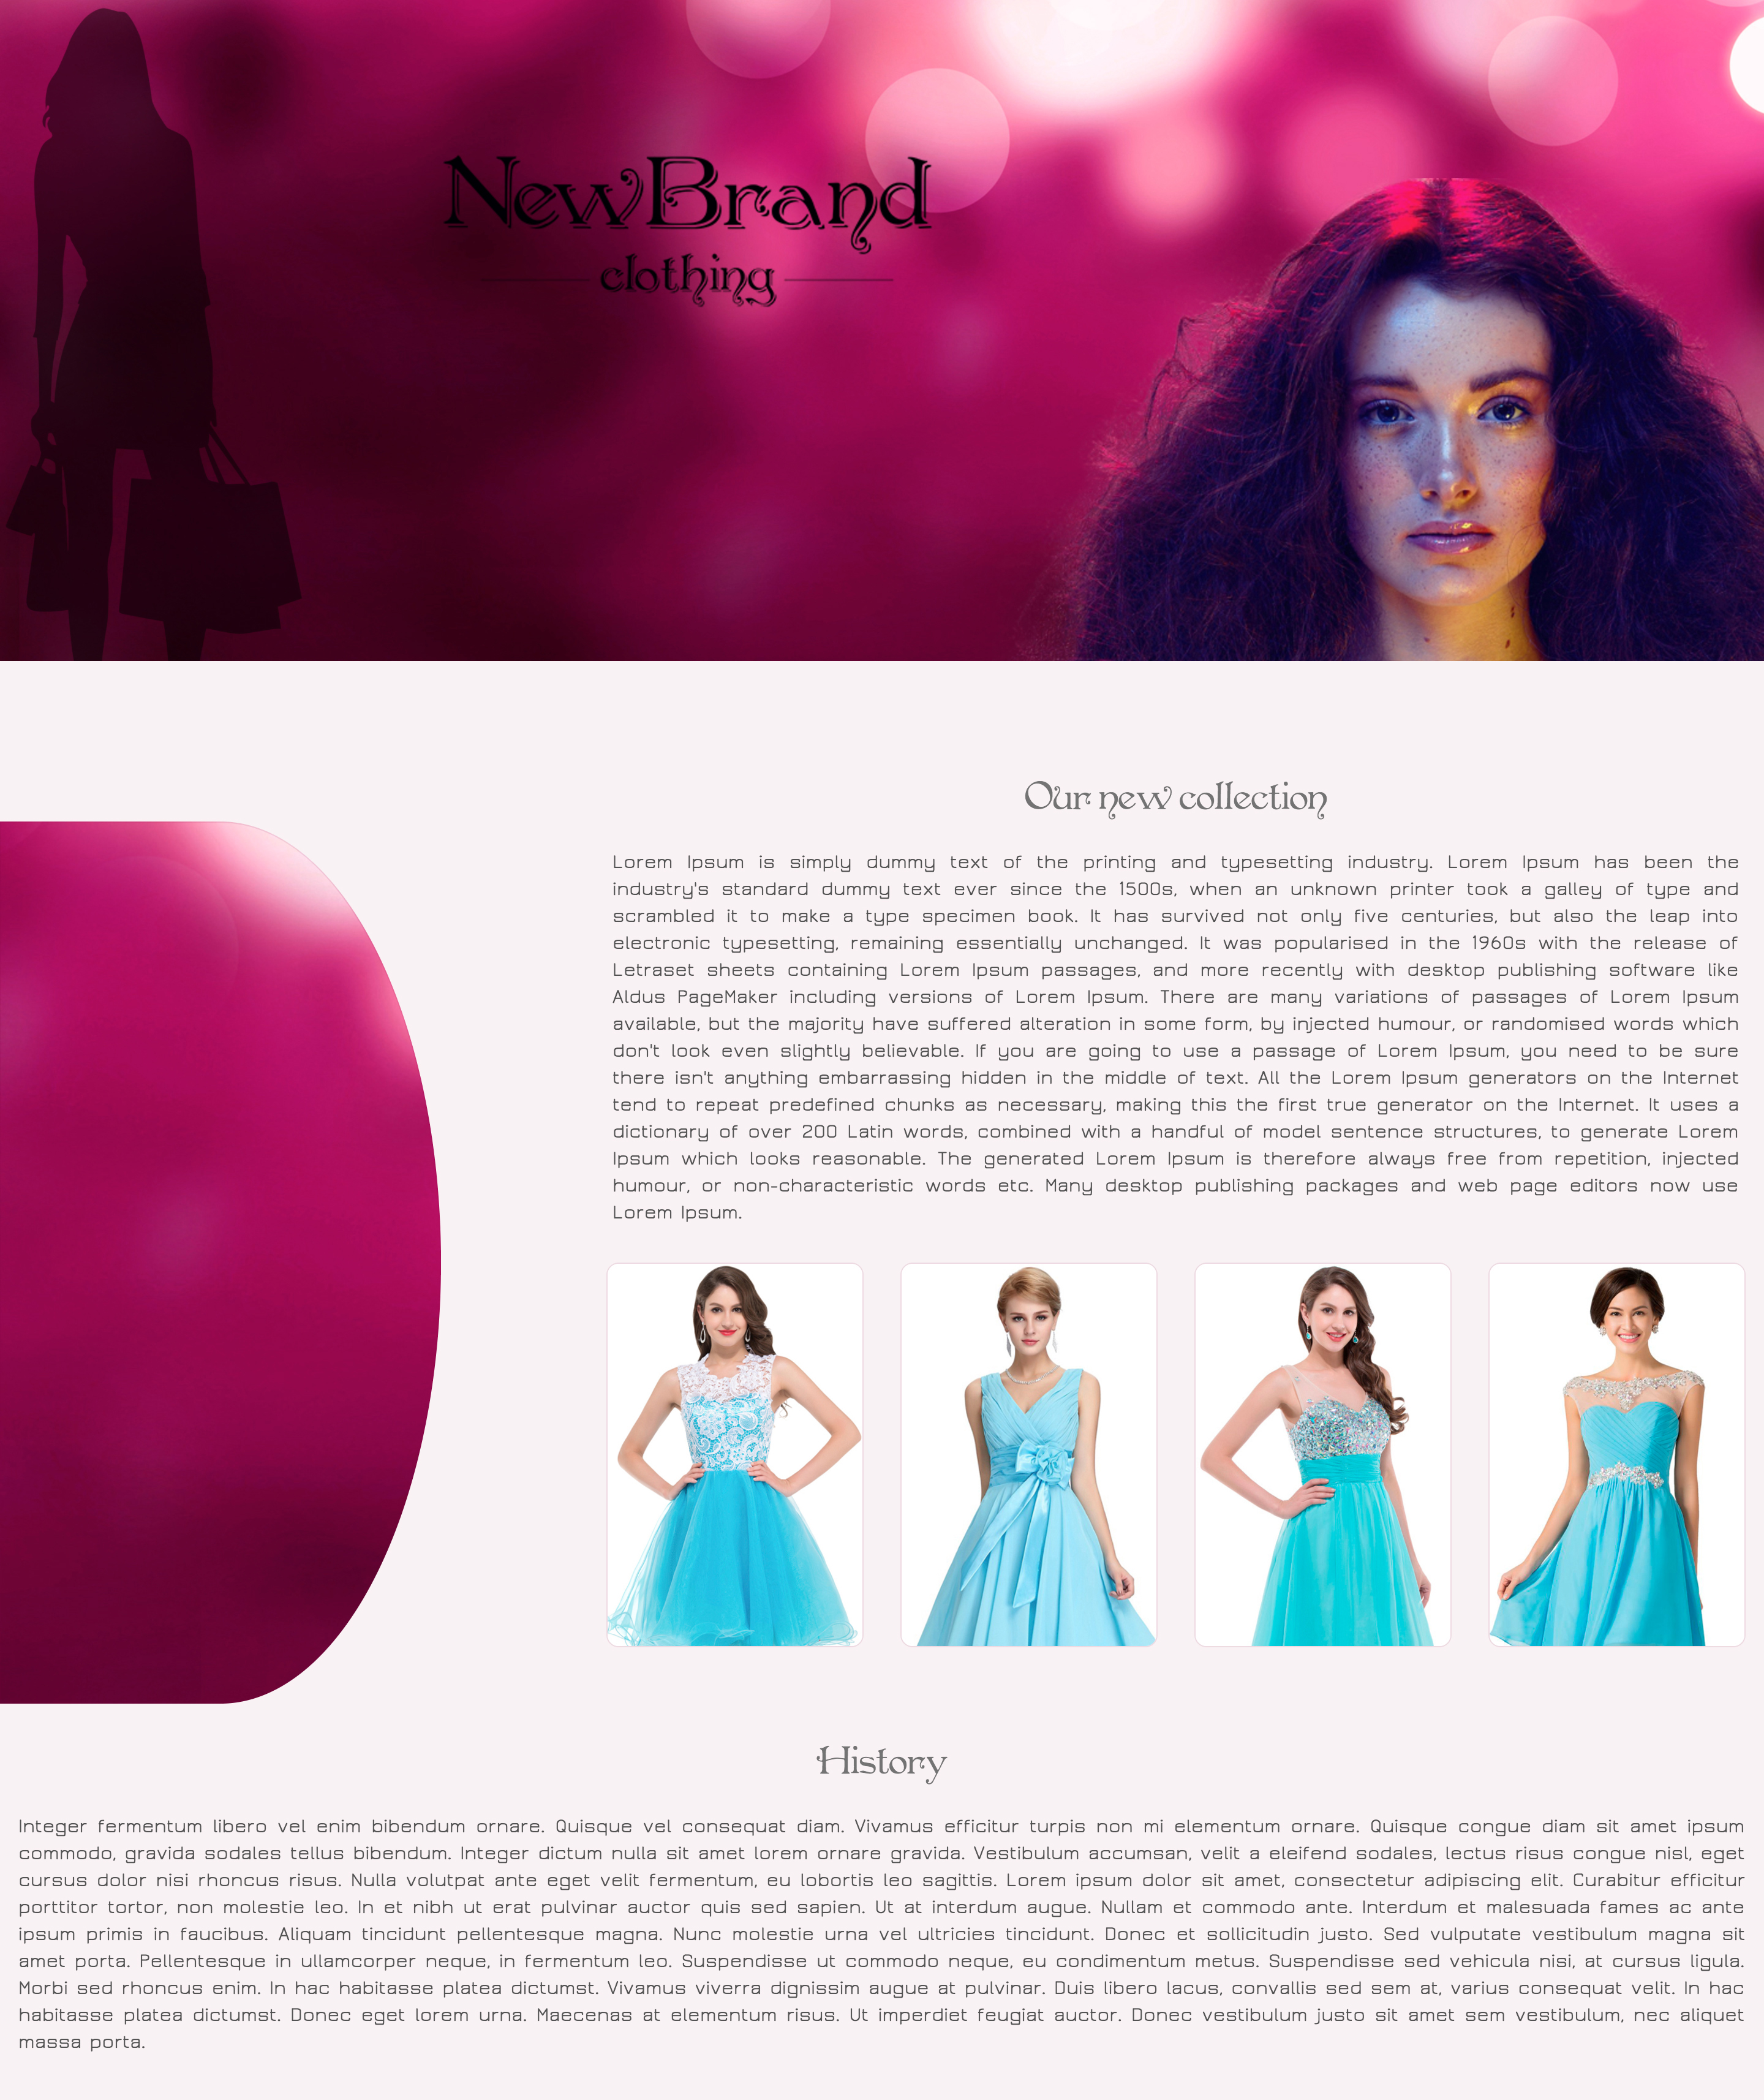 NewBrand
clothing
Our new collection
Lorem Ipsum is simply dummy text of the printing and typesetting industry. Lorem Ipsum has been the
industry's standard dummy text ever since the 1500s, when an unknown printer took a galley of type and
scrambled it to make a type specimen book. It has survived not only five centuries, but also the leap into
electronic typesetting, remaining essentially unchanged. It was popularised in the 1960s with the release of
Letraset sheets containing Lorem Ipsum passages, and more recently with desktop publishing software like
Aldus PageMaker including versions of Lorem Ipsum. There are many variations of passages of Lorem Ipsum
available, but the majority have suffered alteration in some form, by injected humour, or randomised words which
don't look even slightly believable. If you are going to use a passage of Lorem Ipsum, you need to be sure
there isn't anything embarrassing hidden in the middle of text. All the Lorem Ipsum generators on the Internet
tend to repeat predefined chunks as necessary, making this the first true generator on the Internet. It uses a
dictionary of over 200 Latin words, combined with a handful of model sentence structures, to generate Lorem
Ipsum which looks reasonable. The generated Lorem Ipsum is therefore always free from repetition, injected
humour, or non-characteristic words etc. Many desktop publishing packages and web page editors now use
Lorem Ipsum.
History
Integer fermentum libero vel enim bibendum ornare. Quisque vel consequat diam. Vivamus efficitur turpis non mi elementum ornare. Quisque congue diam sit amet ipsum
commodo, gravida sodales tellus bibendum. Integer dictum nulla sit amet lorem ornare gravida. Vestibulum accumsan, velit a eleifend sodales, lectus risus congue nisl, eget
cursus dolor nisi rhoncus risus. Nulla volutpat ante eget velit fermentum, eu lobortis leo sagittis. Lorem ipsum dolor sit amet, consectetur adipiscing elit. Curabitur efficitur
porttitor tortor, non molestie leo. In et nibh ut erat pulvinar auctor quis sed sapien. Ut at interdum augue. Nullam et commodo ante. Interdum et malesuada fames ac ante
ipsum primis in faucibus. Aliquam tincidunt pellentesque magna. Nunc molestie urna vel ultricies tincidunt. Donec et sollicitudin justo. Sed vulputate vestibulum magna sit
amet porta. Pellentesque in ullamcorper neque, in fermentum leo. Suspendisse ut commodo neque, eu condimentum metus. Suspendisse sed vehicula nisi, at cursus ligula.
Morbi sed rhoncus enim. In hac habitasse platea dictumst. Vivamus viverra dignissim augue at pulvinar. Duis libero lacus, convallis sed sem at, varius consequat velit. In hac
habitasse platea dictumst. Donec eget lorem urna. Maecenas at elementum risus. Ut imperdiet feugiat auctor. Donec vestibulum justo sit amet sem vestibulum, nec aliquet
massa porta.